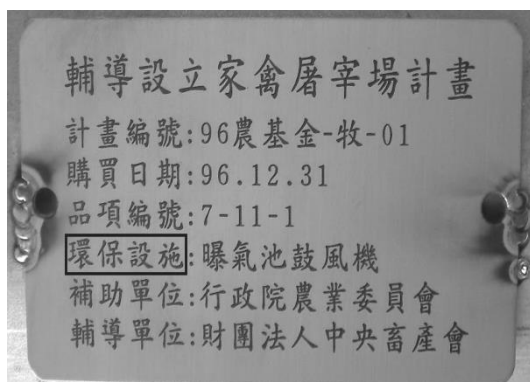 輔導設立家禽屠宰場計畫
計畫編號:96農基金-牧-01
購買日期:96.12.31
品項編號:7-11-1
環保設施:曝氣池鼓風機
補助單位:行政院農業委員會
輔導單位:財團法人中央畜產會